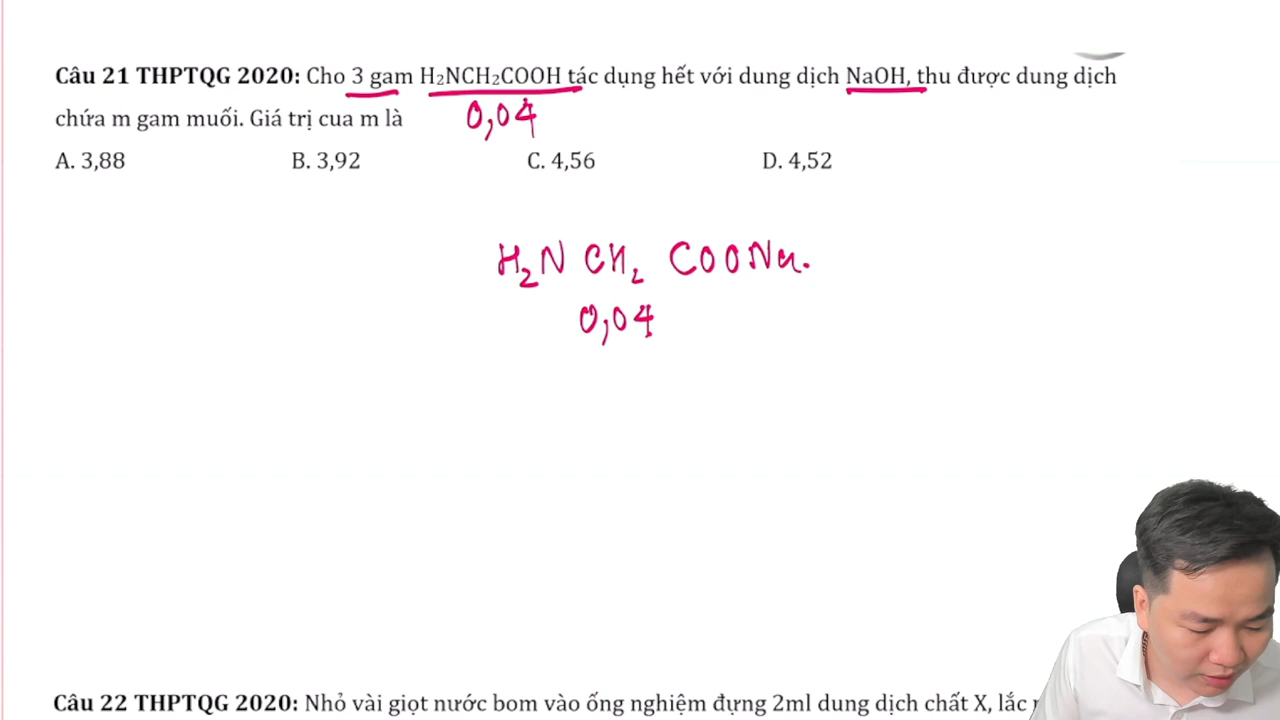 Câu 21 THPTQG 2020: Cho 3 gam H₂NCH₂COOH tác dụng hết với dung dịch NaOH, thu được dung dịch
0,04
chứa m gam muối. Giá trị cua m là
A. 3,88 B. 3,92 C. 4,56 D. 4,52
H₂N CH₂ COONa.
0,04
Câu 22 THPTQG 2020: Nhỏ vài giọt nước bom vào ống nghiệm đựng 2ml dung dịch chất X, lắc